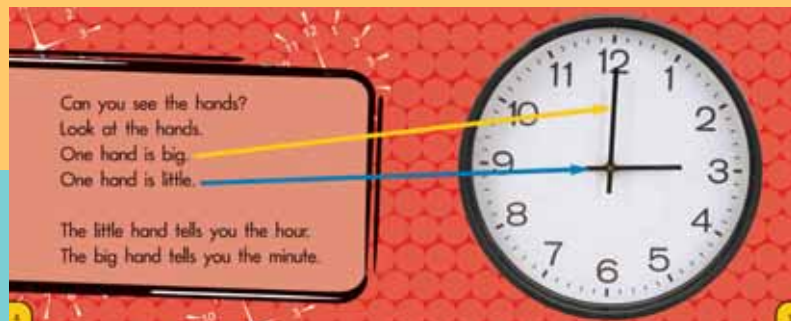 Can you see the hands?
Look at the hands.
One hand is big.
One hand is little.
The little hand tells you the hour.
The big hand tells you the minute.
12
1
2
3
4
5
6
7
8
9
10
11